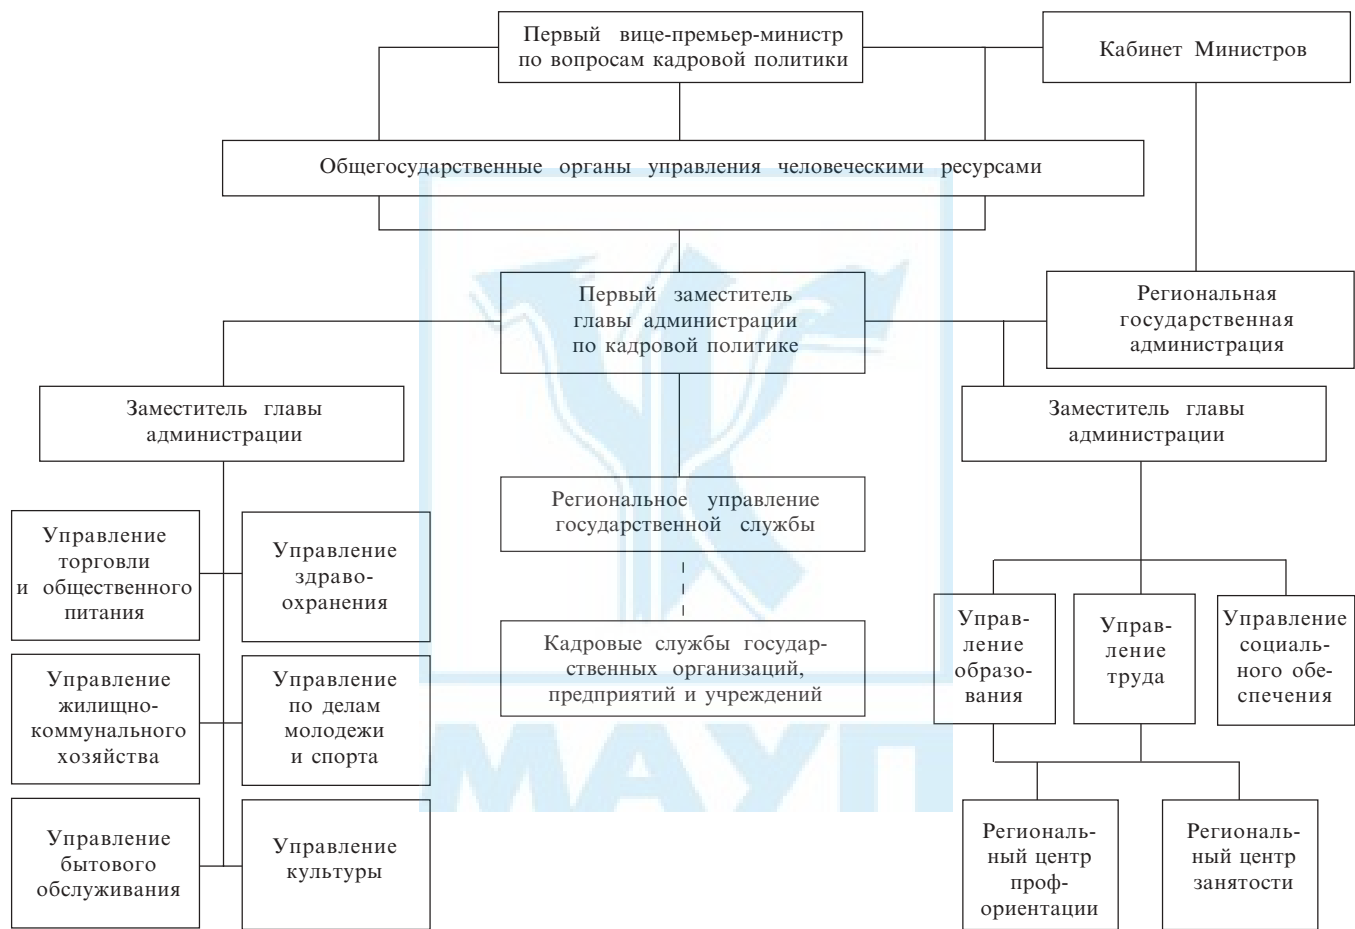 Первый вице-премьер-министр
по вопросам кадровой политики
Кабинет Министров
Общегосударственные органы управления человеческими ресурсами
Первый заместитель
главы администрации
по кадровой политике
Региональная
государственная
администрация
Заместитель главы
администрации
Заместитель главы
администрации
Региональное управление
государственной службы
Управление
торговли
и общественного
питания
Управление
здраво-
охранения
Кадровые службы государ-
ственных организаций,
предприятий и учреждений
Управ-
ление
образо-
вания
Управ-
ление
труда
Управление
социаль-
ного обе-
спечения
Управление
жилищно-
коммунального
хозяйства
Управление
по делам
молодежи
и спорта
МАУП
Управление
бытового
обслуживания
Управление
культуры
Региональ-
ный центр
проф-
ориентации
Региональ-
ный центр
занятости